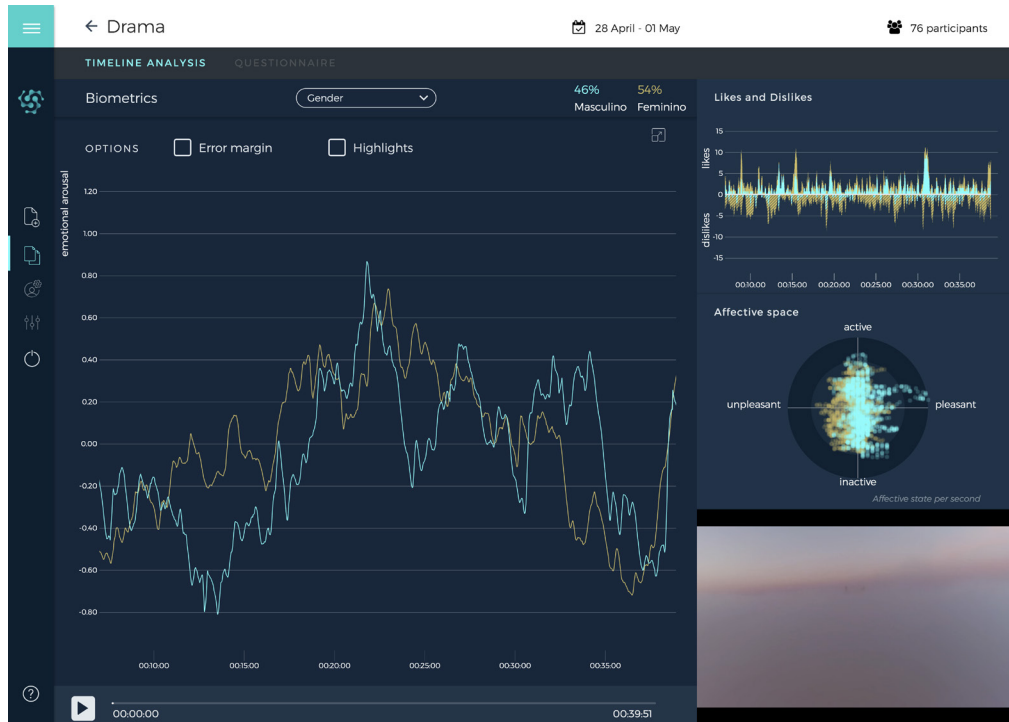 Drama
28 April - 01 May
76 participants
TIMELINE ANALYSIS QUESTIONNAIRE
Biometrics
Gender
46% 54%
Masculino Feminino
OPTIONS Error margin Highlights
emotional arousal
1.20
1.00
0.80
0.60
0.40
0.20
0.00
-0.20
-0.40
-0.60
-0.80
00:10:00 00:15:00 00:20:00 00:25:00 00:30:00 00:35:00
00:00:00 00:39:51
Likes and Dislikes
likes
dislikes
15
10
5
0
-5
-10
-15
00:10:00 00:15:00 00:20:00 00:25:00 00:30:00 00:35:00
Affective space
active
unpleasant pleasant
inactive
Affective state per second